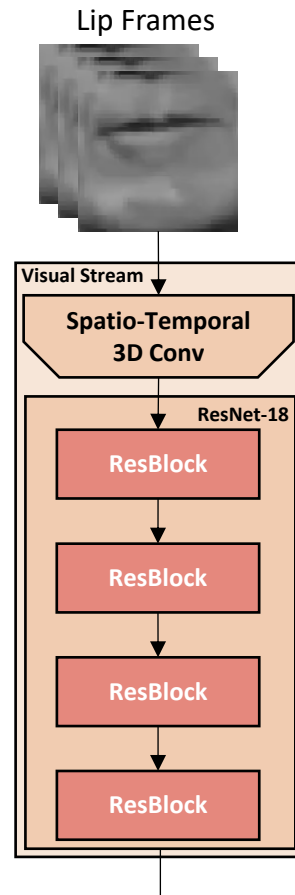 Lip Frames
Visual Stream
Spatio-Temporal
3D Conv
ResNet-18
ResBlock
ResBlock
ResBlock
ResBlock